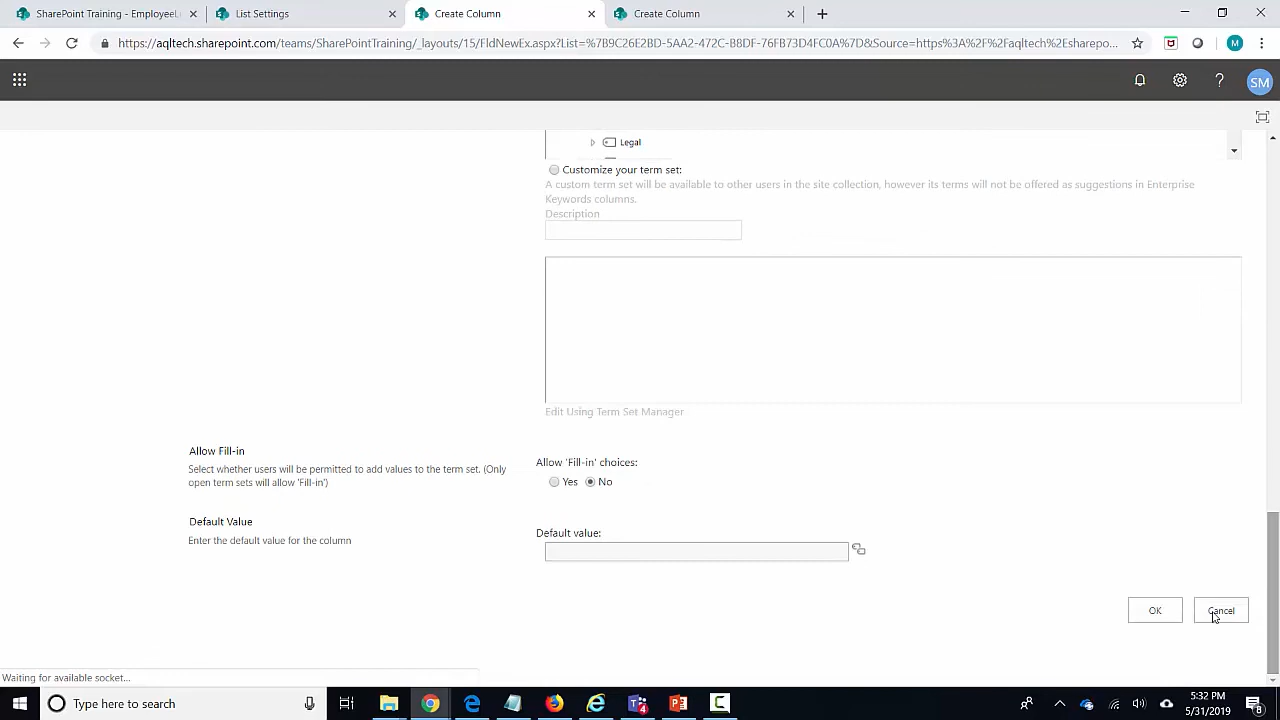 SharePoint Training - EmployeeL
List Settings
Create Column
Create Column
https://aqltech.sharepoint.com/teams/SharePointTraining/_layouts/15/FldNewEx.aspx?List=%7B9C26E2BD-5AA2-472C-B8DF-76FB73D4FC0A%7D&Source=https%3A%2F%2Faqltech%2Esharepo...
M
SM
Legal
Customize your term set:
A custom term set will be available to other users in the site collection, however its terms will not be offered as suggestions in Enterprise
Keywords columns.
Description
Edit Using Term Set Manager
Allow Fill-in
Select whether users will be permitted to add values to the term set. (Only
open term sets will allow 'Fill-in')
Allow 'Fill-in' choices:
Yes No
Default Value
Enter the default value for the column
Default value:
OK Cancel
Waiting for available socket...
Type here to search
4
5:32 PM
5/31/2019
8